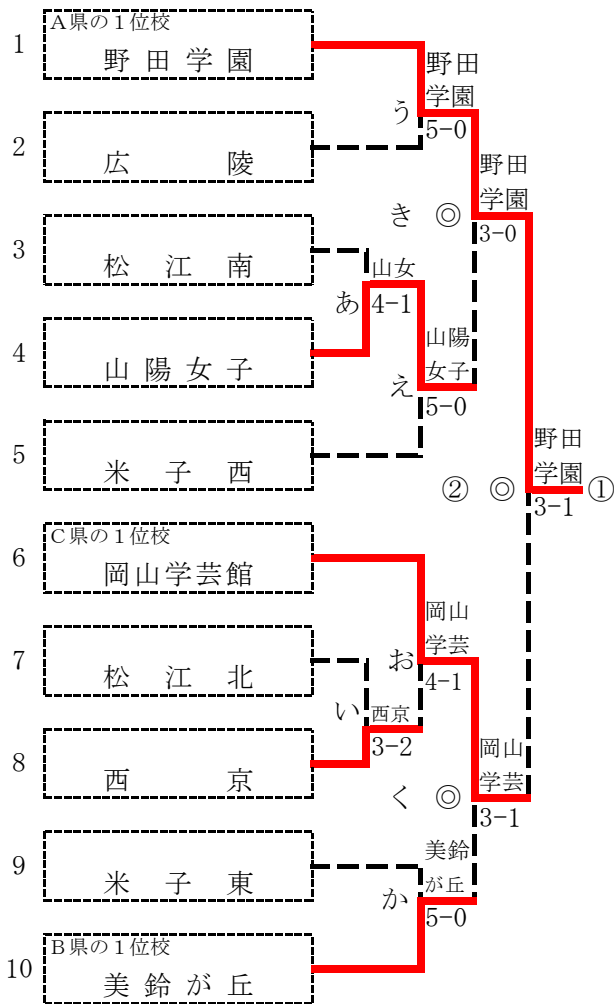 1
A県の1位校
野田学園
2
広陵
3
松江南
4
山陽女子
5
米子西
6
C県の1位校
岡山学芸館
7
松江北
8
西京
9
米子東
10
B県の1位校
美鈴が丘
う
野田
学園
5-0
あ
山女
4-1
え
山陽
女子
5-0
き ◎
野田
学園
3-0
い
西京
3-2
お
岡山
学芸
4-1
か
美鈴
が丘
5-0
く ◎
岡山
学芸
3-1
② ◎
野田
学園
3-1
①